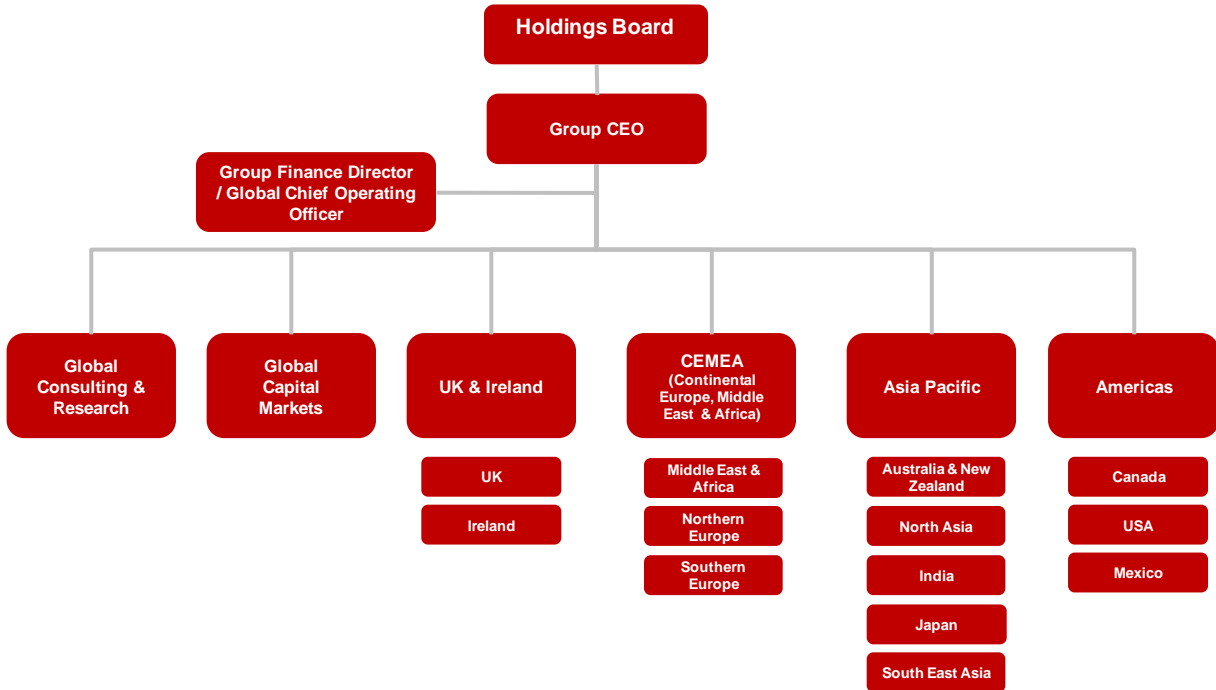 Holdings Board
Group CEO
Group Finance Director
/ Global Chief Operating
Officer
Global
Consulting &
Research
Global
Capital
Markets
UK & Ireland
CEMEA
(Continental
Europe, Middle
East & Africa)
Asia Pacific
Americas
UK
Ireland
Middle East &
Africa
Northern
Europe
Southern
Europe
Australia & New
Zealand
North Asia
India
Japan
South East Asia
Canada
USA
Mexico